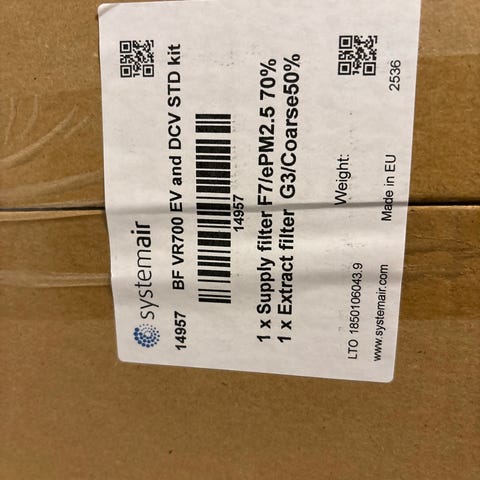 systemair
14957 BF VR700 EV and DCV STD kit
14957
1 x Supply filter F7/ePM2.5 70%
1 x Extract filter G3/Coarse50%
Weight:
LTO 1850106043.9
www.systemair.com Made in EU 2536